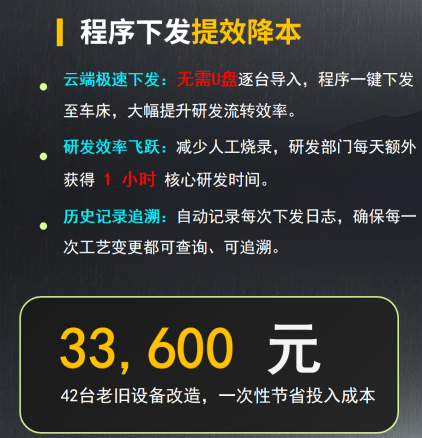 程序下发提效降本
云端极速下发：无需U盘逐台导入，程序一键下发
至车床，大幅提升研发流转效率。
研发效率飞跃：减少人工烧录，研发部门每天额外
获得 1 小时 核心研发时间。
历史记录追溯：自动记录每次下发日志，确保每一
次工艺变更都可查询、可追溯。
33,600 元
42台老旧设备改造，一次性节省投入成本